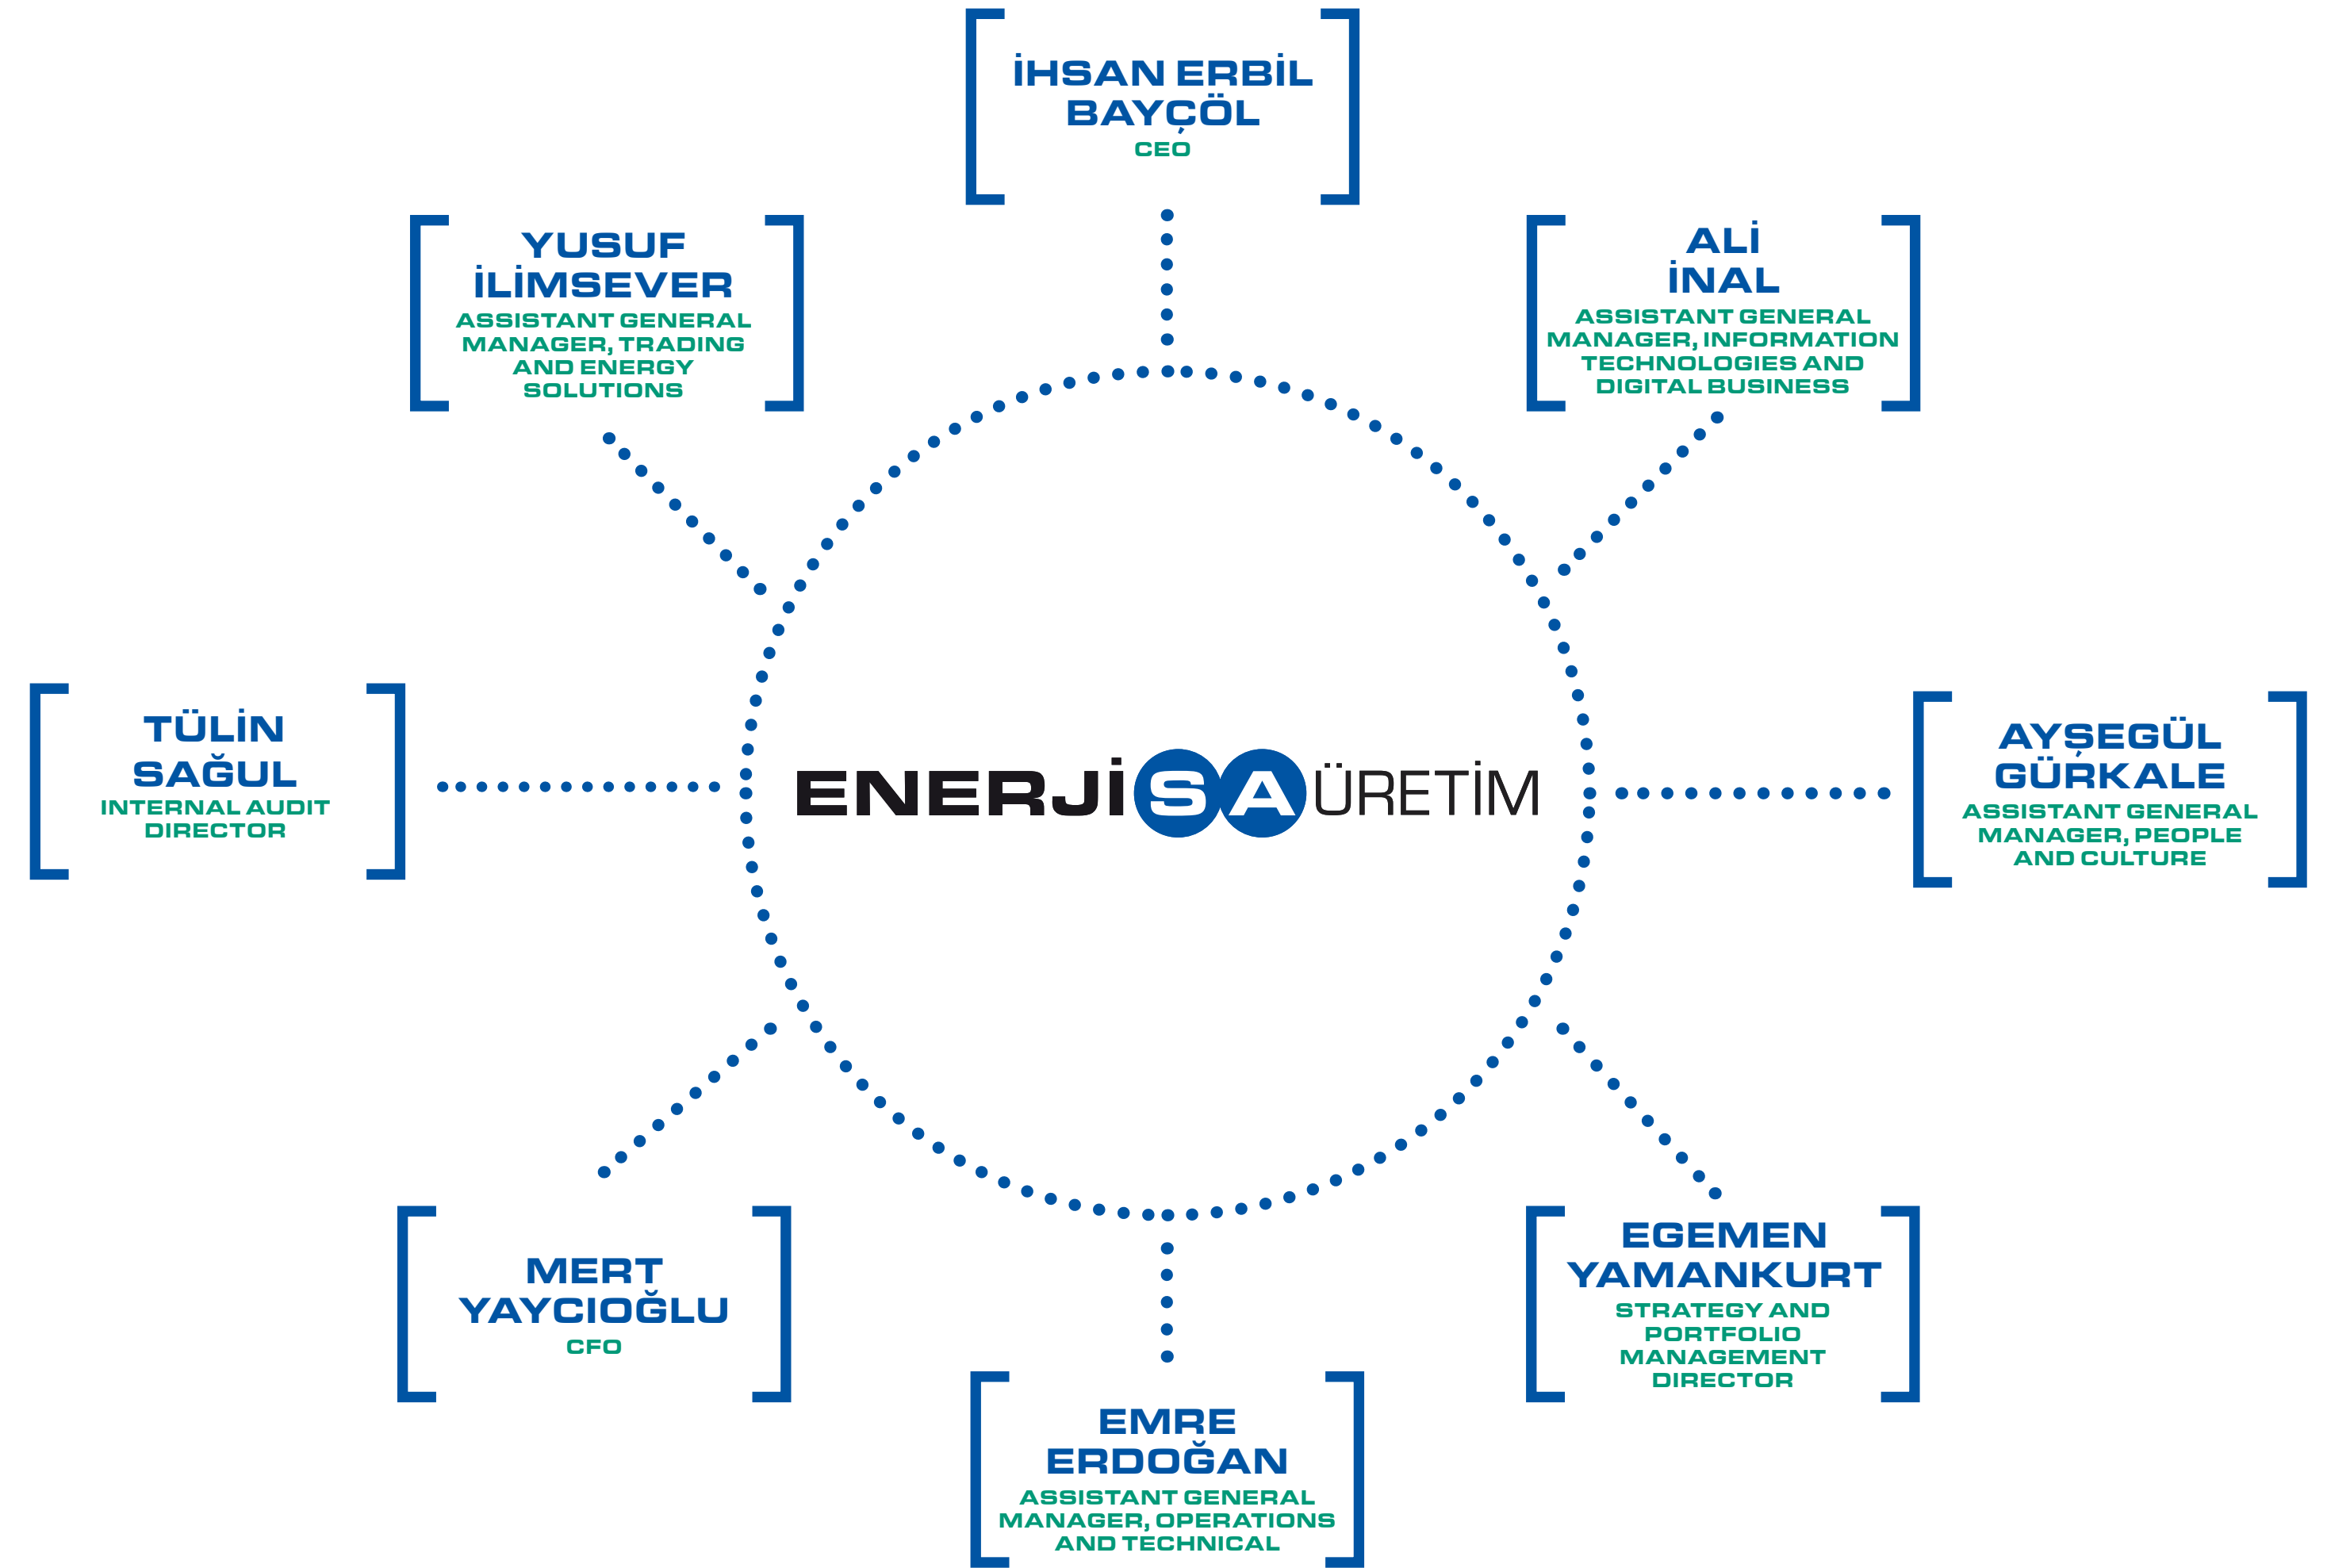 İHSAN ERBİL
BAYÇÖL
CEO
YUSUF
İLİMSEVER
ASSISTANT GENERAL
MANAGER, TRADING
AND ENERGY
SOLUTIONS
ALİ
İNAL
ASSISTANT GENERAL
MANAGER, INFORMATION
TECHNOLOGIES AND
DIGITAL BUSINESS
TÜLİN
SAĞUL
INTERNAL AUDIT
DIRECTOR
ENERJİSA ÜRETİM
AYŞEGÜL
GÜRKALE
ASSISTANT GENERAL
MANAGER, PEOPLE
AND CULTURE
MERT
YAYCIOĞLU
CFO
EGEMEN
YAMANKURT
STRATEGY AND
PORTFOLIO
MANAGEMENT
DIRECTOR
EMRE
ERDOĞAN
ASSISTANT GENERAL
MANAGER, OPERATIONS
AND TECHNICAL